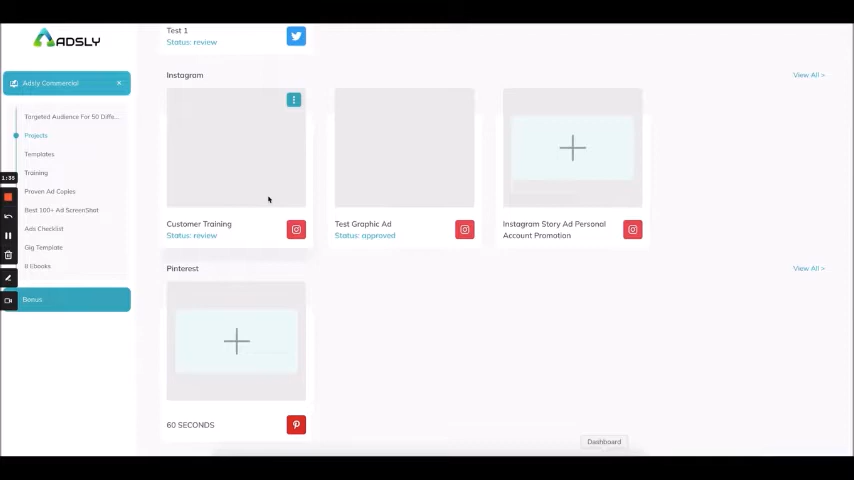 ADSLY
Adsly Commercial
Targeted Audience For 50 Diffe...
Projects
Templates
Training
1:38
Proven Ad Copies
Best 100+ Ad ScreenShot
Ads Checklist
Gig Template
8 Ebooks
Bonus
Test 1
Status: review
Instagram
View All >
Customer Training
Status: review
Test Graphic Ad
Status: approved
Instagram Story Ad Personal
Account Promotion
Pinterest
View All >
60 SECONDS
Dashboard